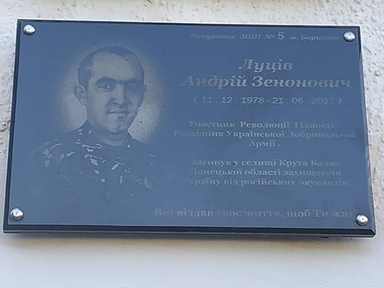 Випускник ЗОШ № 5 м. Борислав
Луців
Андрій Зенонович
( 11.12.1978 - 21.06.2017 )
Учасник Революції Гідності
Розвідник Української Добровольчої
Армії.
Загинув у селищі Крута Балка
Донецької області захищаючи
Україну від російських окупантів.
Він віддав своє життя, щоб Ти жив